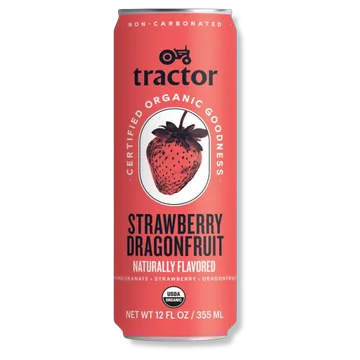 NON-CARBONATED
tractor
• CERTIFIED ORGANIC GOODNESS •
STRAWBERRY
DRAGONFRUIT
NATURALLY FLAVORED
POMEGRANATE • STRAWBERRY • DRAGONFRUIT
USDA
ORGANIC
NET WT 12 FL OZ / 355 ML